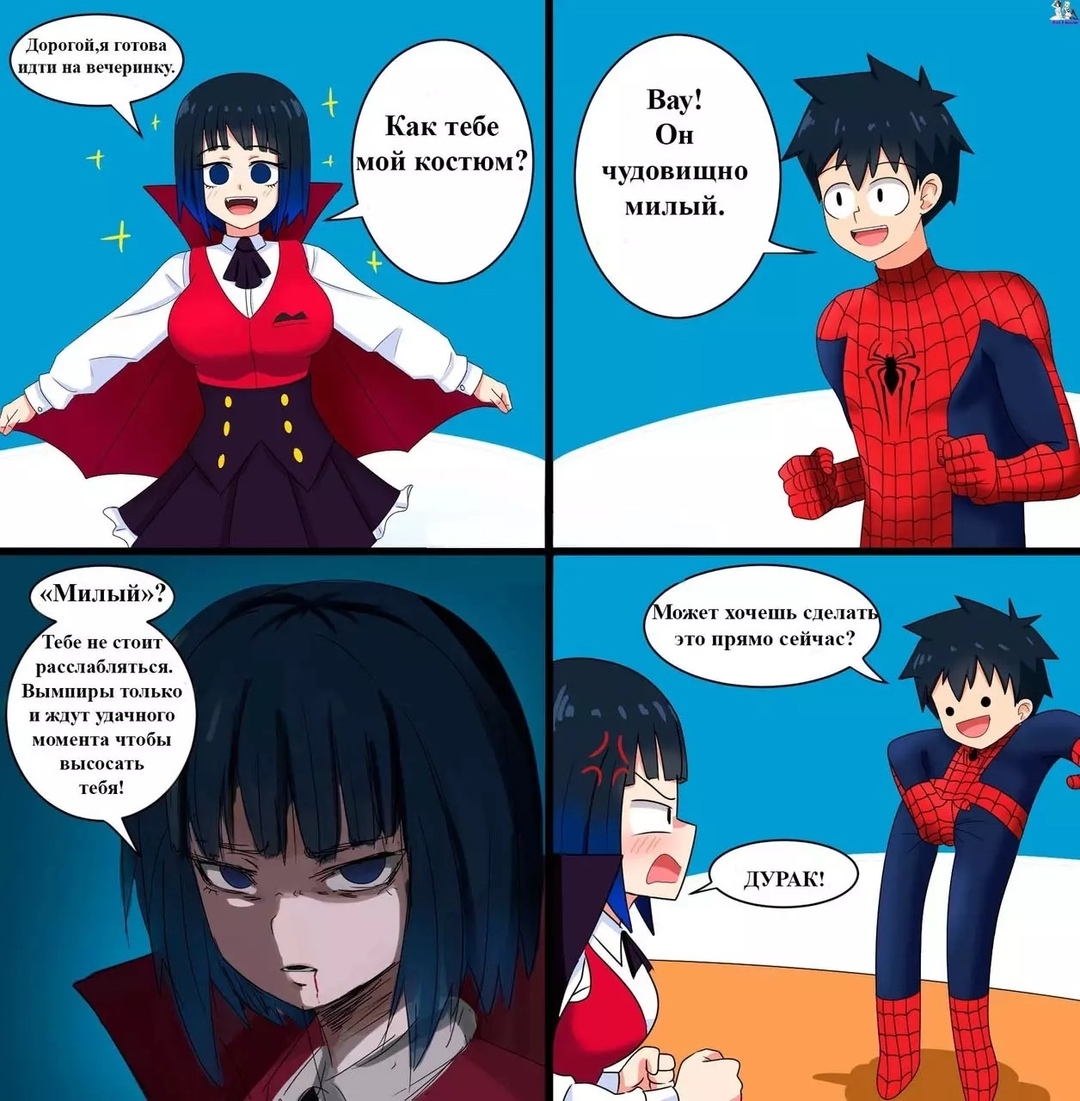 Дорогой,я готова
идти на вечеринку.
Как тебе
мой костюм?
Вау!
Он
чудовищно
милый.
«Милый»?
Тебе не стоит
расслабляться.
Вымпиры только
и ждут удачного
момента чтобы
высосать
тебя!
Может хочешь сделать
это прямо сейчас?
ДУРАК!